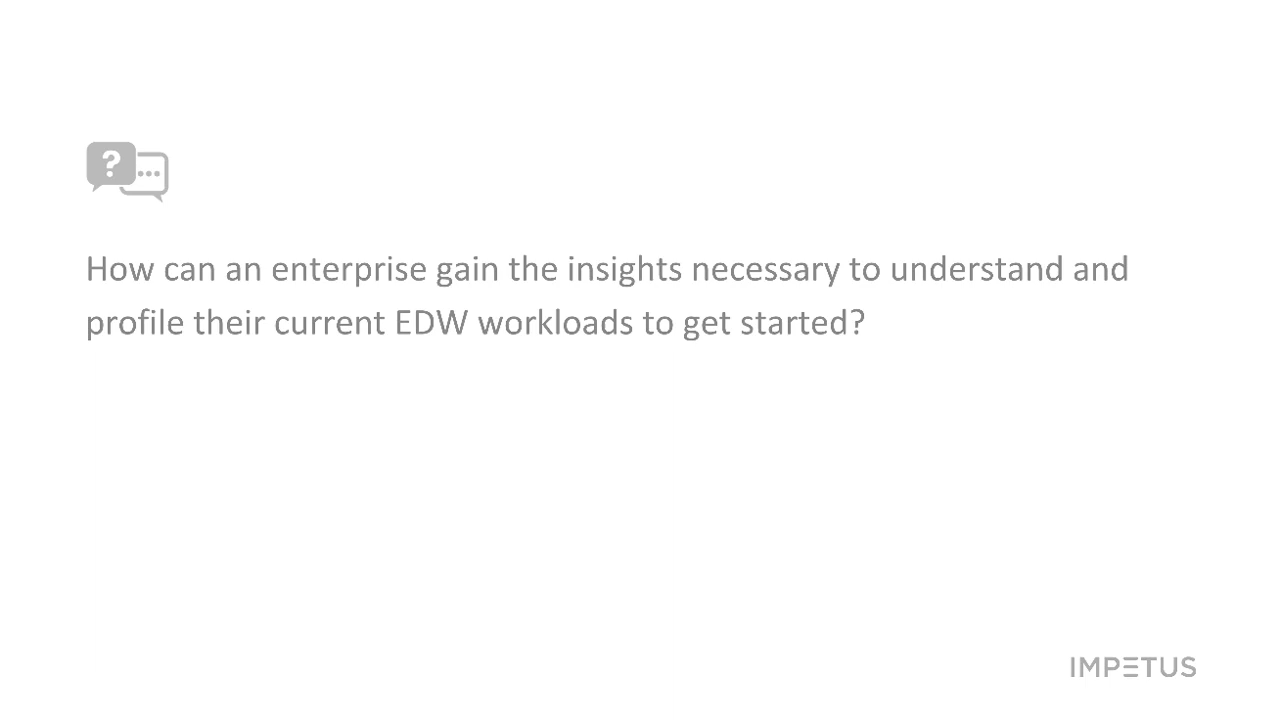 How can an enterprise gain the insights necessary to understand and
profile their current EDW workloads to get started?
IMPETUS